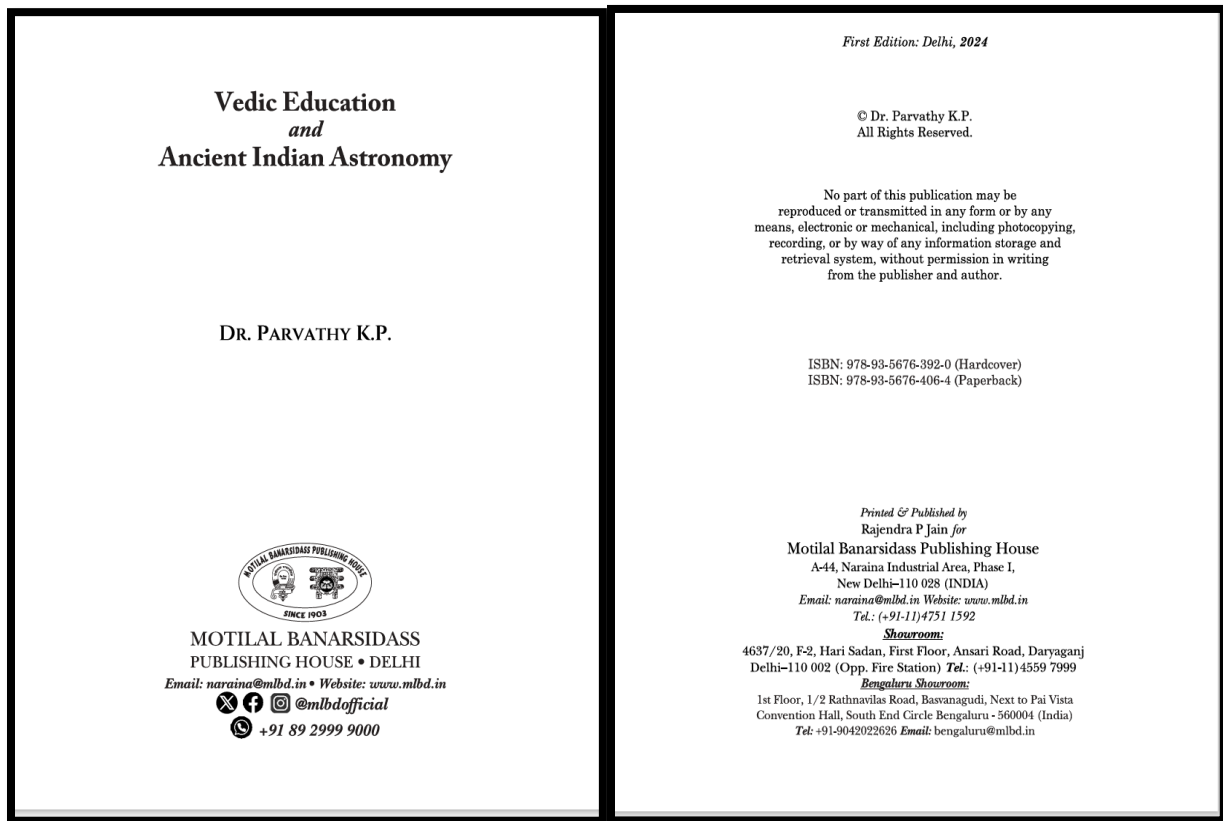 Vedic Education
and
Ancient Indian Astronomy
DR. PARVATHY K.P.
MOTILAL BANARSIDASS PUBLISHING HOUSE
SINCE 1903
MOTILAL BANARSIDASS
PUBLISHING HOUSE • DELHI
Email: naraina@mlbd.in • Website: www.mlbd.in
@mlbdofficial
+91 89 2999 9000
First Edition: Delhi, 2024
© Dr. Parvathy K.P.
All Rights Reserved.
No part of this publication may be
reproduced or transmitted in any form or by any
means, electronic or mechanical, including photocopying,
recording, or by way of any information storage and
retrieval system, without permission in writing
from the publisher and author.
ISBN: 978-93-5676-392-0 (Hardcover)
ISBN: 978-93-5676-406-4 (Paperback)
Printed & Published by
Rajendra P Jain for
Motilal Banarsidass Publishing House
A-44, Naraina Industrial Area, Phase I,
New Delhi–110 028 (INDIA)
Email: naraina@mlbd.in Website: www.mlbd.in
Tel.: (+91-11)4751 1592
Showroom:
4637/20, F-2, Hari Sadan, First Floor, Ansari Road, Daryaganj
Delhi–110 002 (Opp. Fire Station) Tel.: (+91-11)4559 7999
Bengaluru Showroom:
1st Floor, 1/2 Rathnavilas Road, Basvanagudi, Next to Pai Vista
Convention Hall, South End Circle Bengaluru - 560004 (India)
Tel: +91-9042022626 Email: bengaluru@mlbd.in